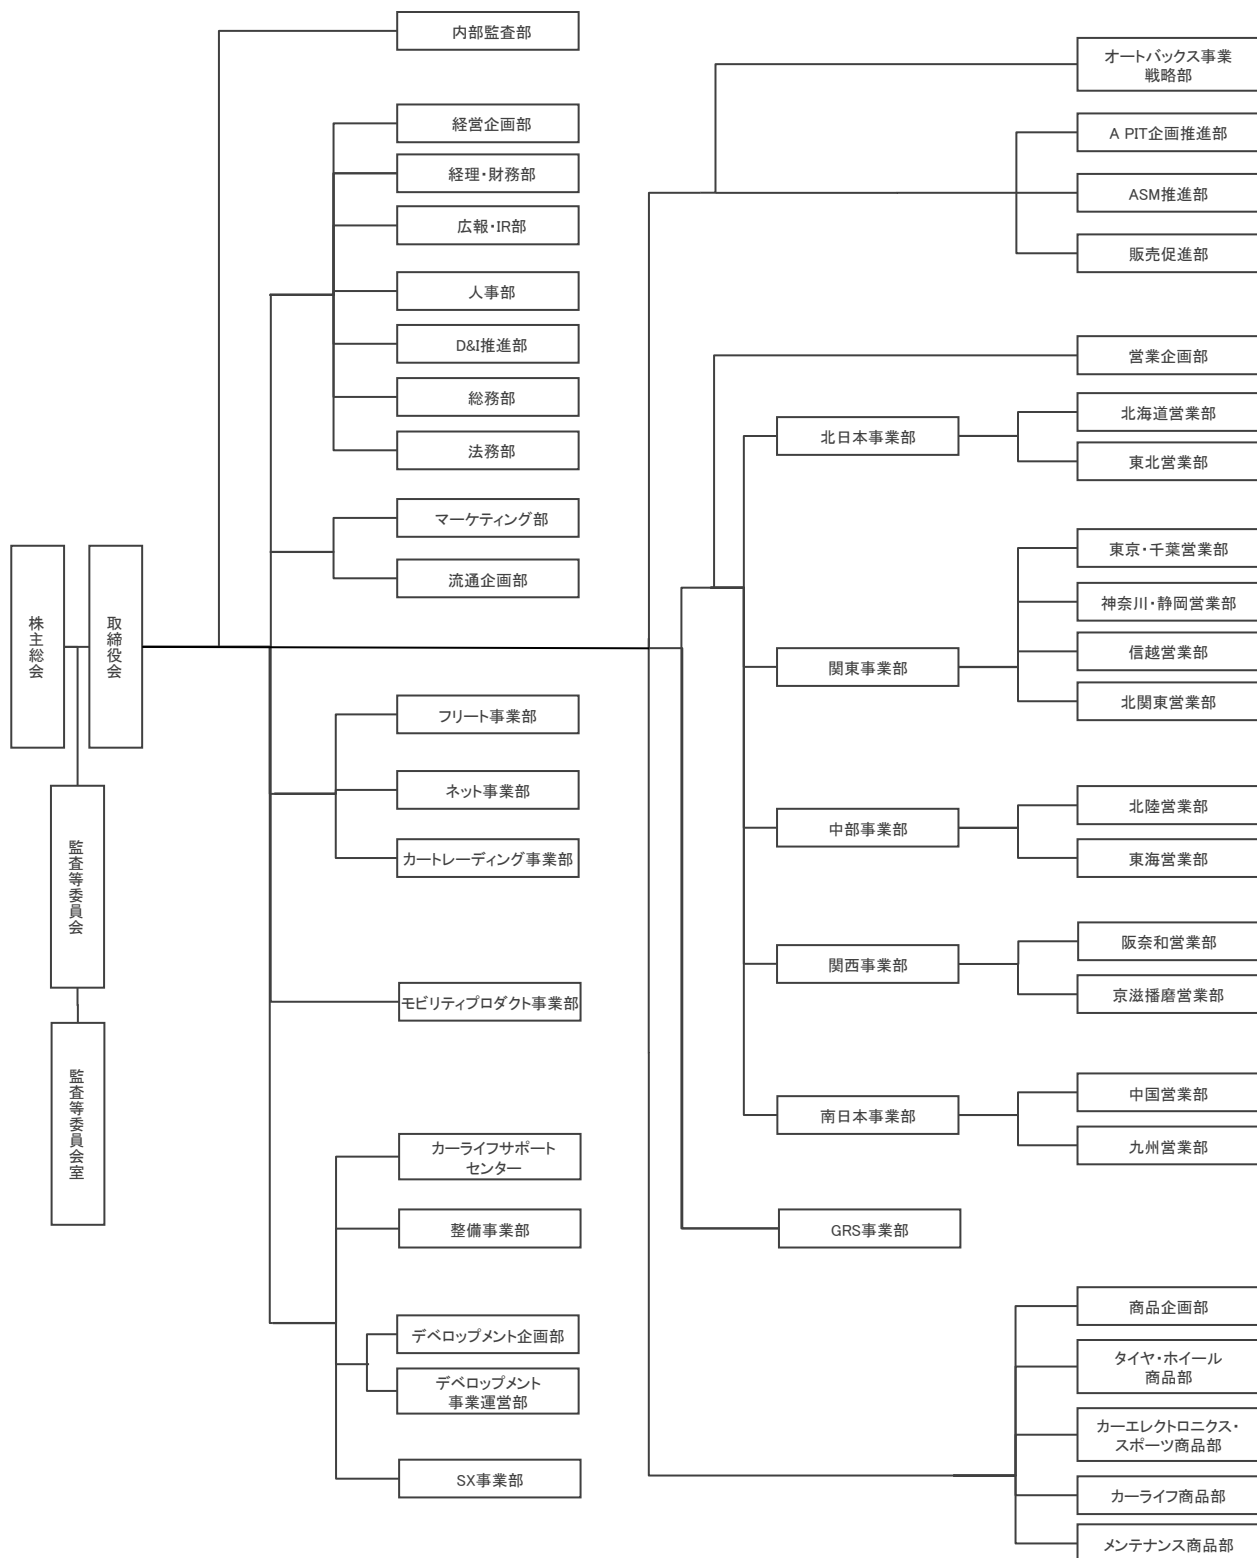 株主総会
取締役会
監査等委員会
監査等委員会室
内部監査部
経営企画部
経理・財務部
広報・IR部
人事部
D&I推進部
総務部
法務部
マーケティング部
流通企画部
フリート事業部
ネット事業部
カートレーディング事業部
モビリティプロダクト事業部
カーライフサポート
センター
整備事業部
デベロップメント企画部
デベロップメント
事業運営部
SX事業部
オートバックス事業
戦略部
A PIT企画推進部
ASM推進部
販売促進部
営業企画部
北日本事業部
北海道営業部
東北営業部
関東事業部
東京・千葉営業部
神奈川・静岡営業部
信越営業部
北関東営業部
中部事業部
北陸営業部
東海営業部
関西事業部
阪奈和営業部
京滋播磨営業部
南日本事業部
中国営業部
九州営業部
GRS事業部
商品企画部
タイヤ・ホイール
商品部
カーエレクトロニクス・
スポーツ商品部
カーライフ商品部
メンテナンス商品部